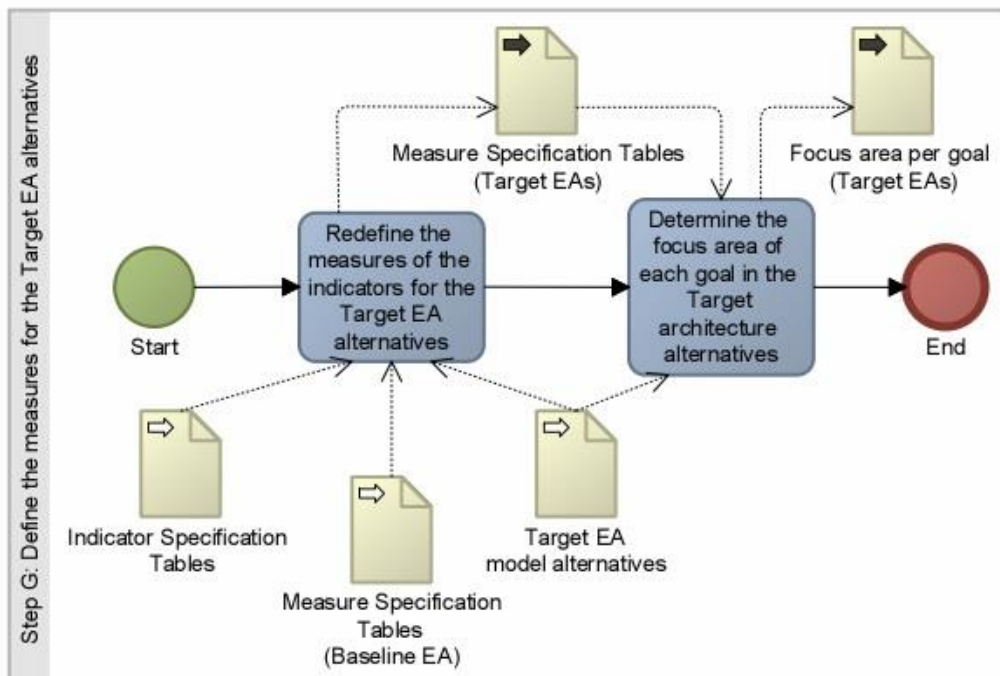 Step G: Define the measures for the Target EA alternatives
Measure Specification Tables
(Target EAs)
Focus area per goal
(Target EAs)
Start
Redefine the
measures of the
indicators for the
Target EA
alternatives
Determine the
focus area of
each goal in the
Target
architecture
alternatives
End
Indicator Specification
Tables
Measure Specification
Tables
(Baseline EA)
Target EA
model alternatives